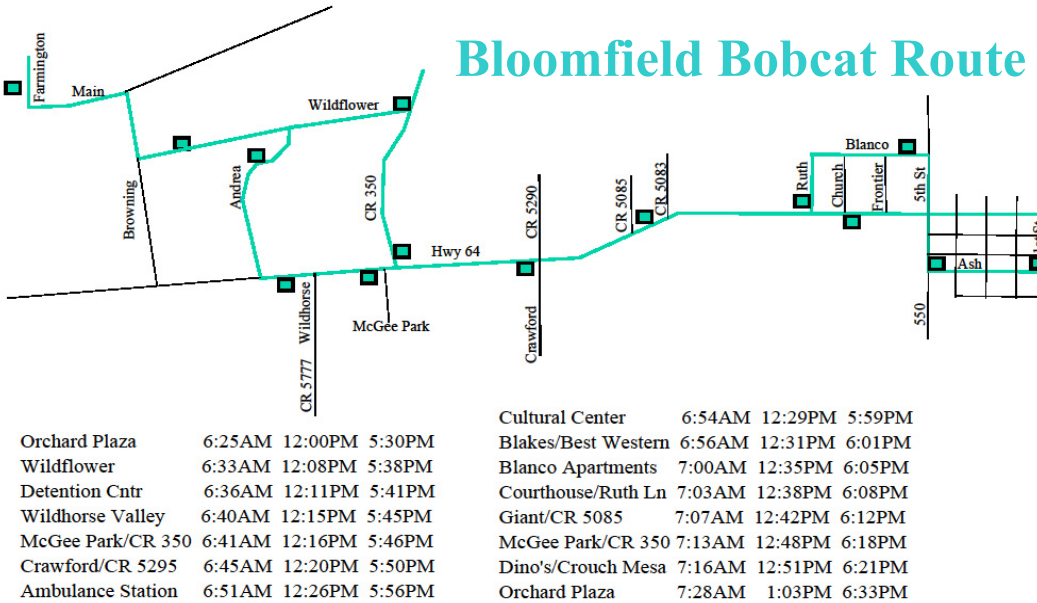 Bloomfield Bobcat Route
Farmington
Main
Wildflower
Browning
Andrea
CR 350
Hwy 64
CR 5777 Wildhorse
McGee Park
CR 5290
Crawford
CR 5085
CR 5083
Blanco
Ruth
Church
Frontier
5th St
Ash
550
Orchard Plaza 6:25AM 12:00PM 5:30PM
Wildflower 6:33AM 12:08PM 5:38PM
Detention Cntr 6:36AM 12:11PM 5:41PM
Wildhorse Valley 6:40AM 12:15PM 5:45PM
McGee Park/CR 350 6:41AM 12:16PM 5:46PM
Crawford/CR 5295 6:45AM 12:20PM 5:50PM
Ambulance Station 6:51AM 12:26PM 5:56PM
Cultural Center 6:54AM 12:29PM 5:59PM
Blakes/Best Western 6:56AM 12:31PM 6:01PM
Blanco Apartments 7:00AM 12:35PM 6:05PM
Courthouse/Ruth Ln 7:03AM 12:38PM 6:08PM
Giant/CR 5085 7:07AM 12:42PM 6:12PM
McGee Park/CR 350 7:13AM 12:48PM 6:18PM
Dino's/Crouch Mesa 7:16AM 12:51PM 6:21PM
Orchard Plaza 7:28AM 1:03PM 6:33PM